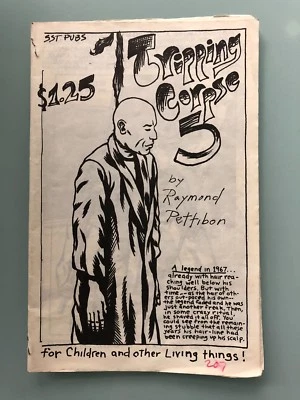 SST PUBS
$1.25
Tripping
Corpse
5
by
Raymond
Pettibon
A legend in 1967...
already with hair rea-
ching well below his
shoulders. But with
time -- as the hair of oth-
ers out-paced his own --
the legend faded and he was
just another freak. Then,
in some crazy ritual,
he shaved it all off. You
could see from the remain-
ing stubble that all these
years his hair-line had
been creeping up his scalp.
for Children and other Living things!
207